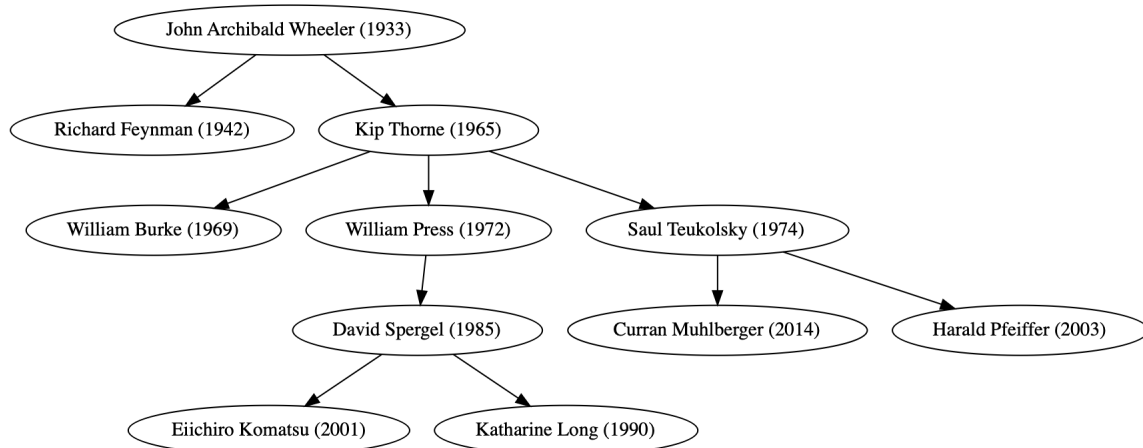 John Archibald Wheeler (1933)
Richard Feynman (1942)
Kip Thorne (1965)
William Burke (1969)
William Press (1972)
Saul Teukolsky (1974)
David Spergel (1985)
Curran Muhlberger (2014)
Harald Pfeiffer (2003)
Eiichiro Komatsu (2001)
Katharine Long (1990)